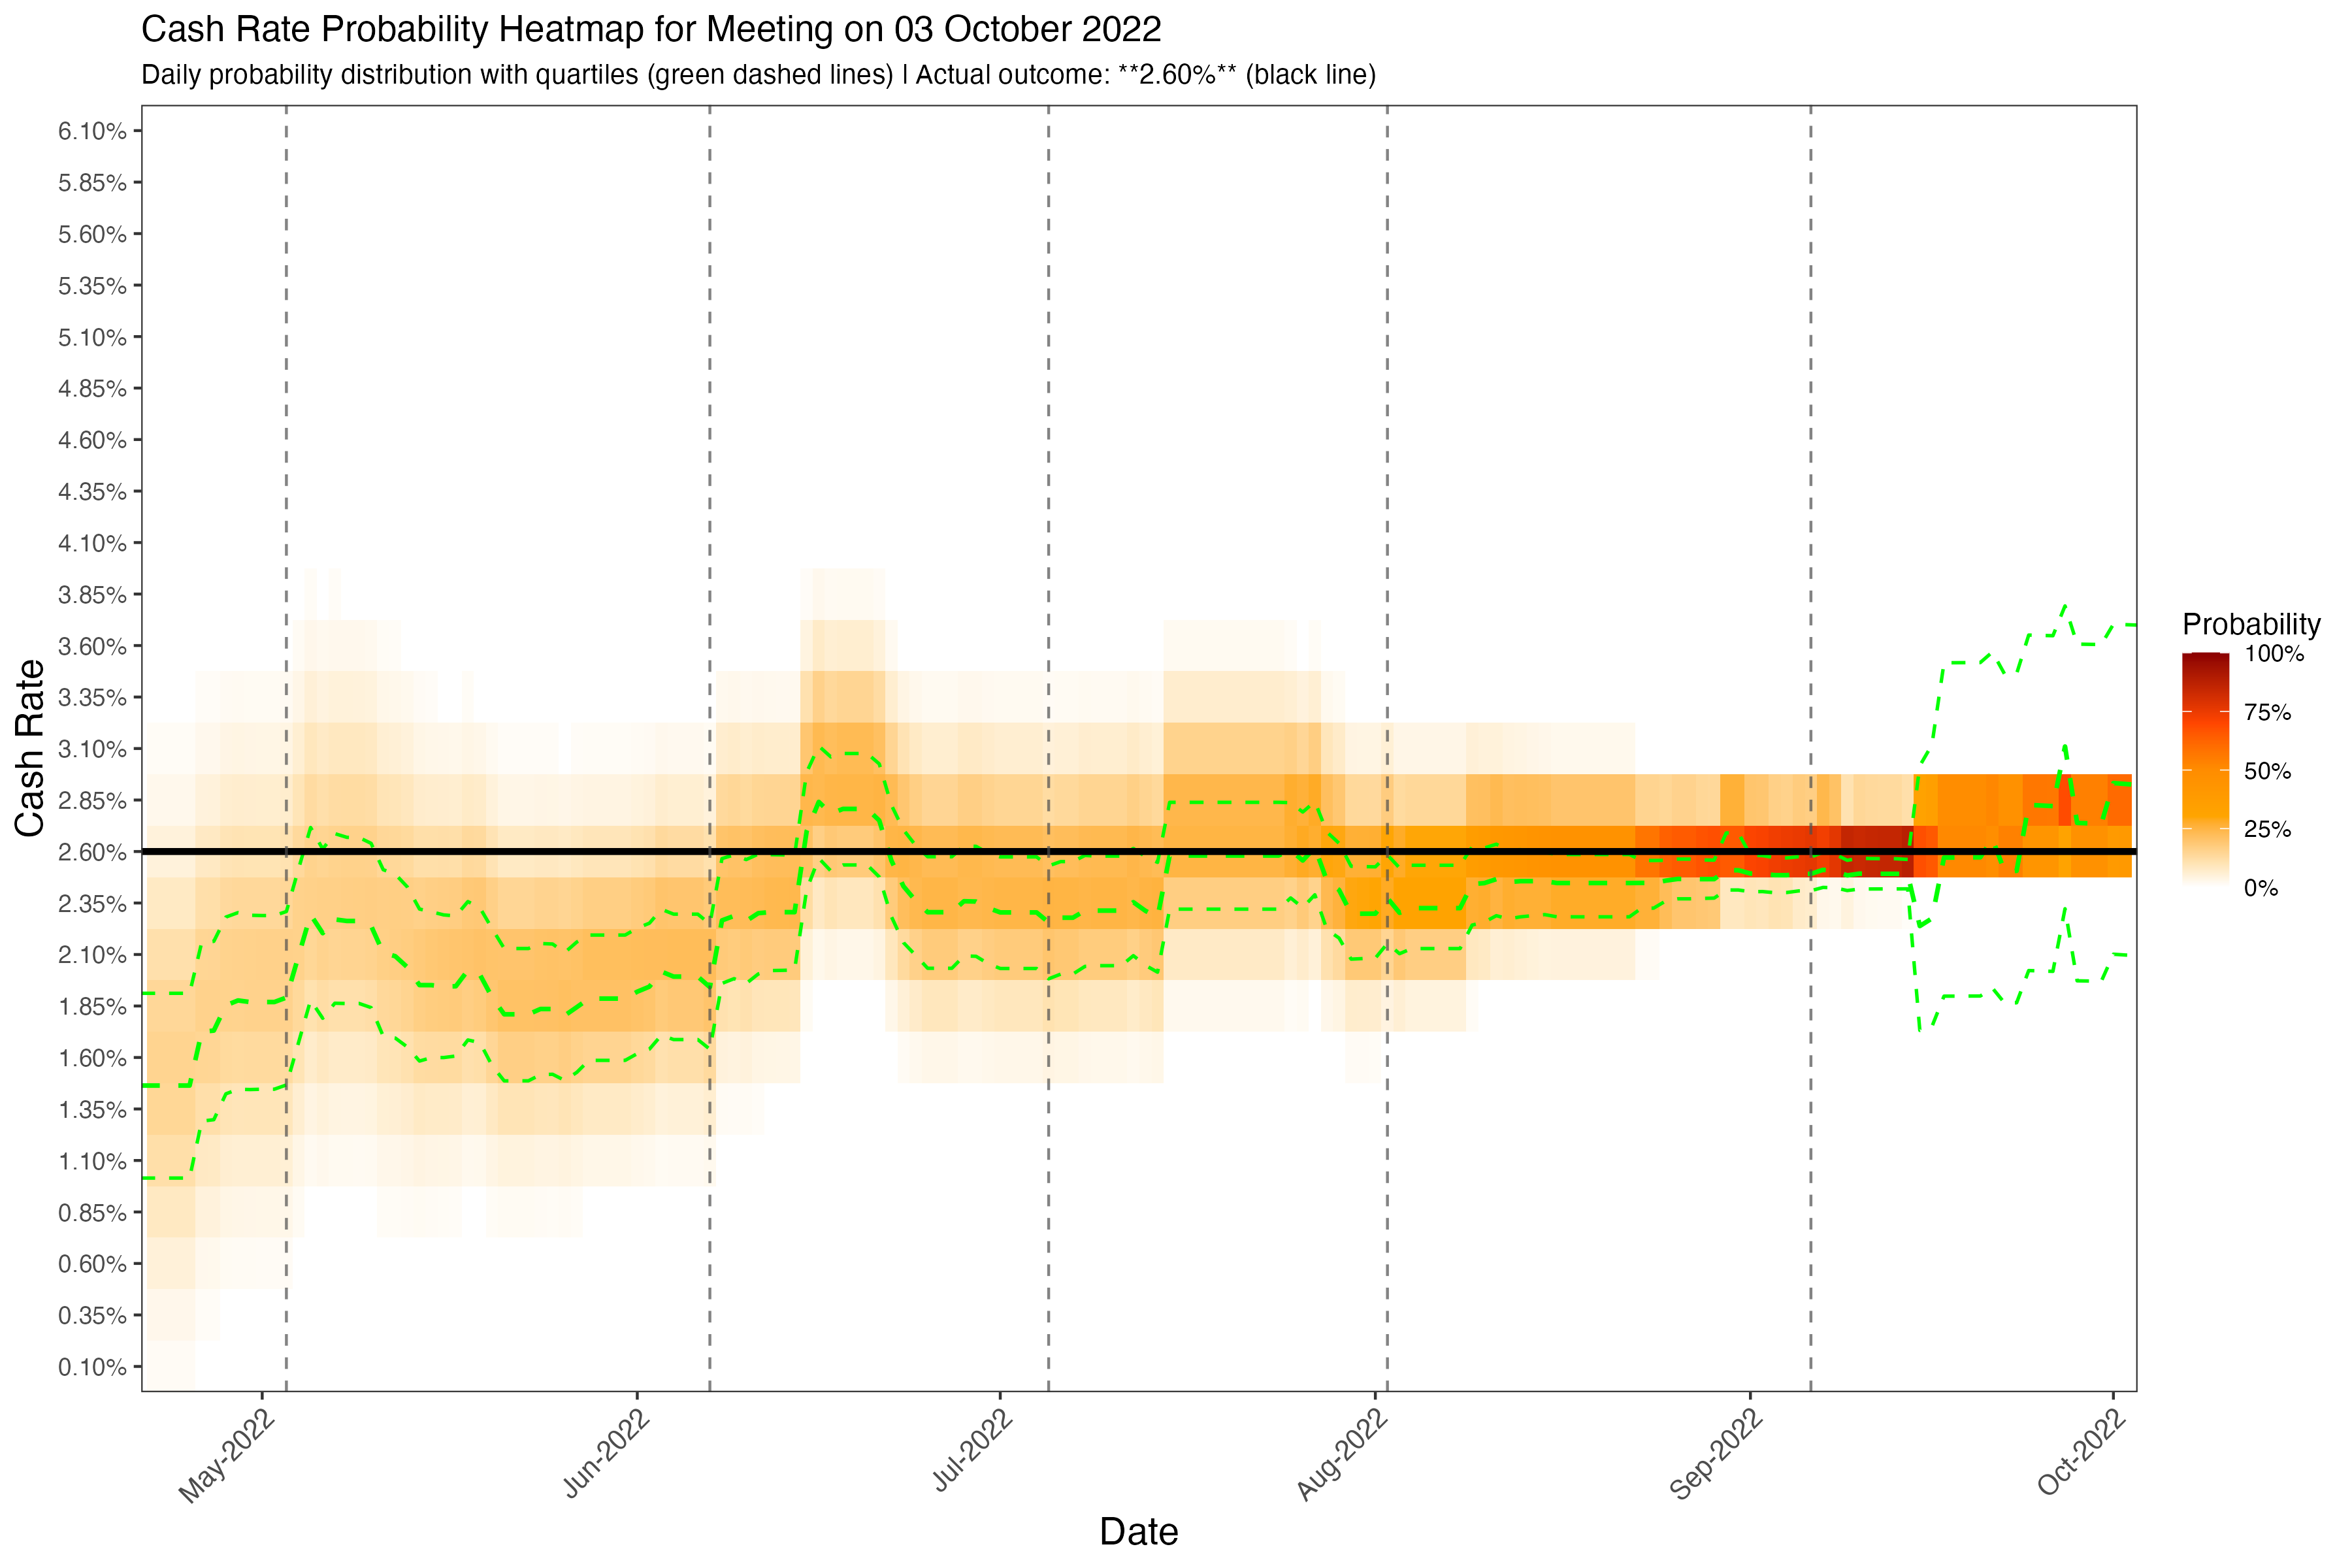 Cash Rate Probability Heatmap for Meeting on 03 October 2022
Daily probability distribution with quartiles (green dashed lines) | Actual outcome: **2.60%** (black line)
Cash Rate
6.10%
5.85%
5.60%
5.35%
5.10%
4.85%
4.60%
4.35%
4.10%
3.85%
3.60%
3.35%
3.10%
2.85%
2.60%
2.35%
2.10%
1.85%
1.60%
1.35%
1.10%
0.85%
0.60%
0.35%
0.10%
May-2022
Jun-2022
Jul-2022
Aug-2022
Sep-2022
Oct-2022
Date
Probability
100%
75%
50%
25%
0%